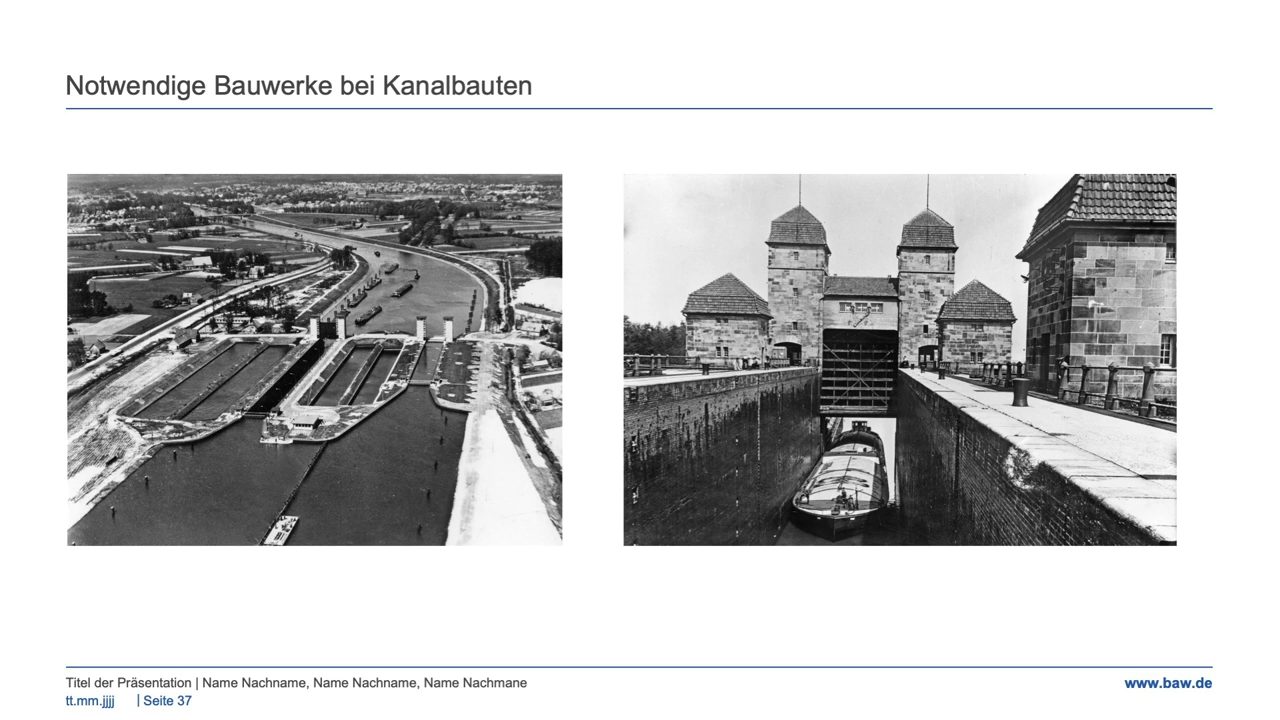 Notwendige Bauwerke bei Kanalbauten
Titel der Präsentation | Name Nachname, Name Nachname, Name Nachmane
www.baw.de
tt.mm.jjjj | Seite 37